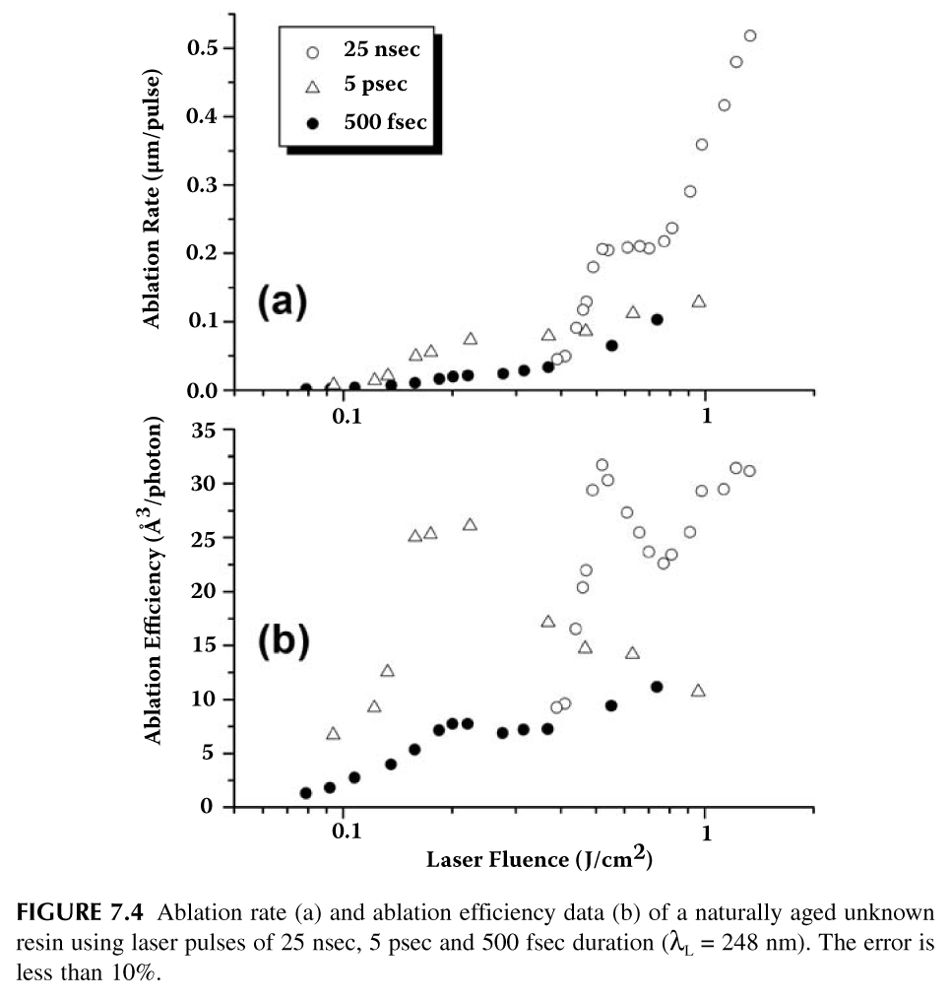 0.5
0.4
0.3
0.2
0.1
0.0
Ablation Rate (µm/pulse)
25 nsec
5 psec
500 fsec
(a)
0.1
1
35
30
25
20
15
10
5
0
Ablation Efficiency (Å³/photon)
(b)
0.1
1
Laser Fluence (J/cm²)
FIGURE 7.4 Ablation rate (a) and ablation efficiency data (b) of a naturally aged unknown
resin using laser pulses of 25 nsec, 5 psec and 500 fsec duration (λL = 248 nm). The error is
less than 10%.